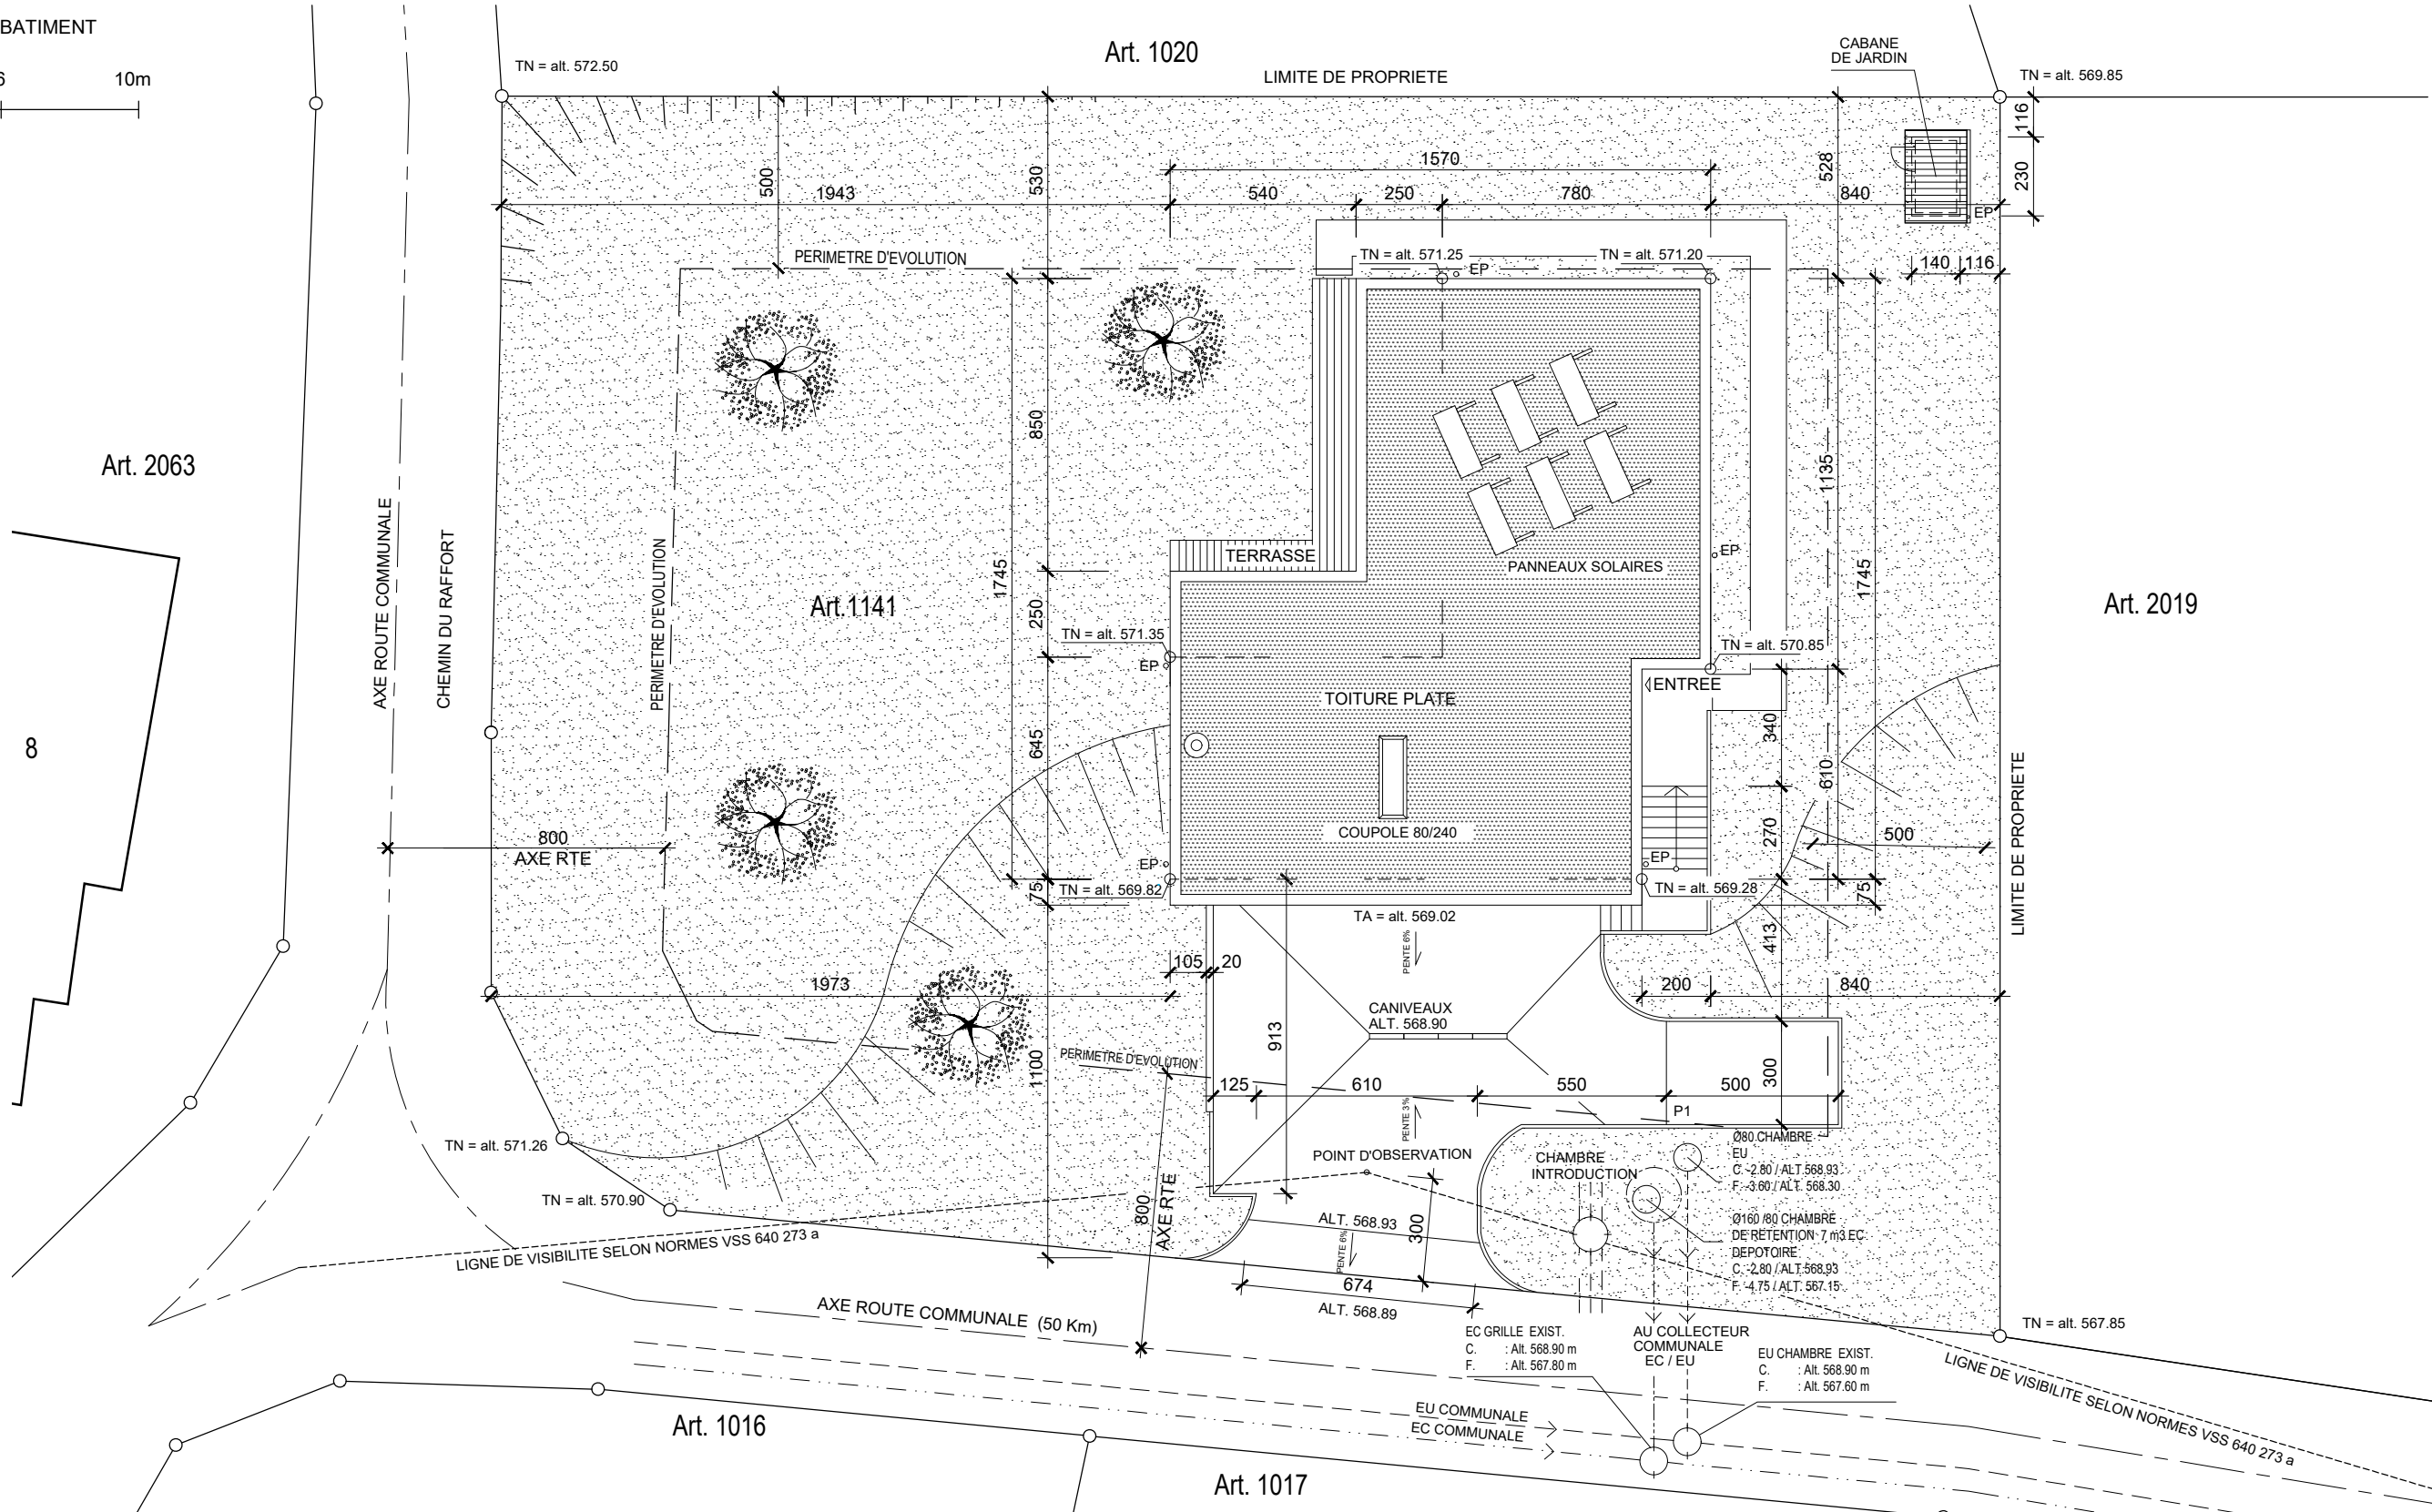 BATIMENT
6
10m
TN = alt. 572.50
Art. 1020
LIMITE DE PROPRIETE
CABANE
DE JARDIN
TN = alt. 569.85
116
230
EP
140
116
1570
1943
540
250
780
840
500
530
528
PERIMETRE D'EVOLUTION
TN = alt. 571.25
EP
TN = alt. 571.20
Art. 2063
AXE ROUTE COMMUNALE
CHEMIN DU RAFFORT
PERIMETRE D'EVOLUTION
Art.1141
850
1745
250
645
75
1100
TERRASSE
PANNEAUX SOLAIRES
EP
1135
1745
Art. 2019
TN = alt. 571.35
EP
TN = alt. 570.85
ENTREE
TOITURE PLATE
8
340
610
270
500
75
413
300
LIMITE DE PROPRIETE
COUPOLE 80/240
800
AXE RTE
EP
EP
TN = alt. 569.82
TN = alt. 569.28
TA = alt. 569.02
PENTE 6%
105
20
1973
200
840
CANIVEAUX
ALT. 568.90
913
PERIMETRE D'EVOLUTION
125
610
550
500
P1
PENTE 3%
TN = alt. 571.26
POINT D'OBSERVATION
CHAMBRE
INTRODUCTION
Ø80 CHAMBRE
EU
C. -2.80 / ALT 568.93
F. -3.60 / ALT. 568.30
TN = alt. 570.90
800
AXE RTE
ALT. 568.93
300
PENTE 6%
Ø160 /80 CHAMBRE
DE RETENTION 7 m3 EC
DEPOTOIRE
C. -2.80 / ALT.568.93
F. -4.75 / ALT. 567.15
LIGNE DE VISIBILITE SELON NORMES VSS 640 273 a
674
ALT. 568.89
AXE ROUTE COMMUNALE (50 Km)
EC GRILLE EXIST.
C. : Alt. 568.90 m
F. : Alt. 567.80 m
AU COLLECTEUR
COMMUNALE
EC / EU
EU CHAMBRE EXIST.
C. : Alt. 568.90 m
F. : Alt. 567.60 m
TN = alt. 567.85
LIGNE DE VISIBILITE SELON NORMES VSS 640 273 a
EU COMMUNALE
EC COMMUNALE
Art. 1016
Art. 1017